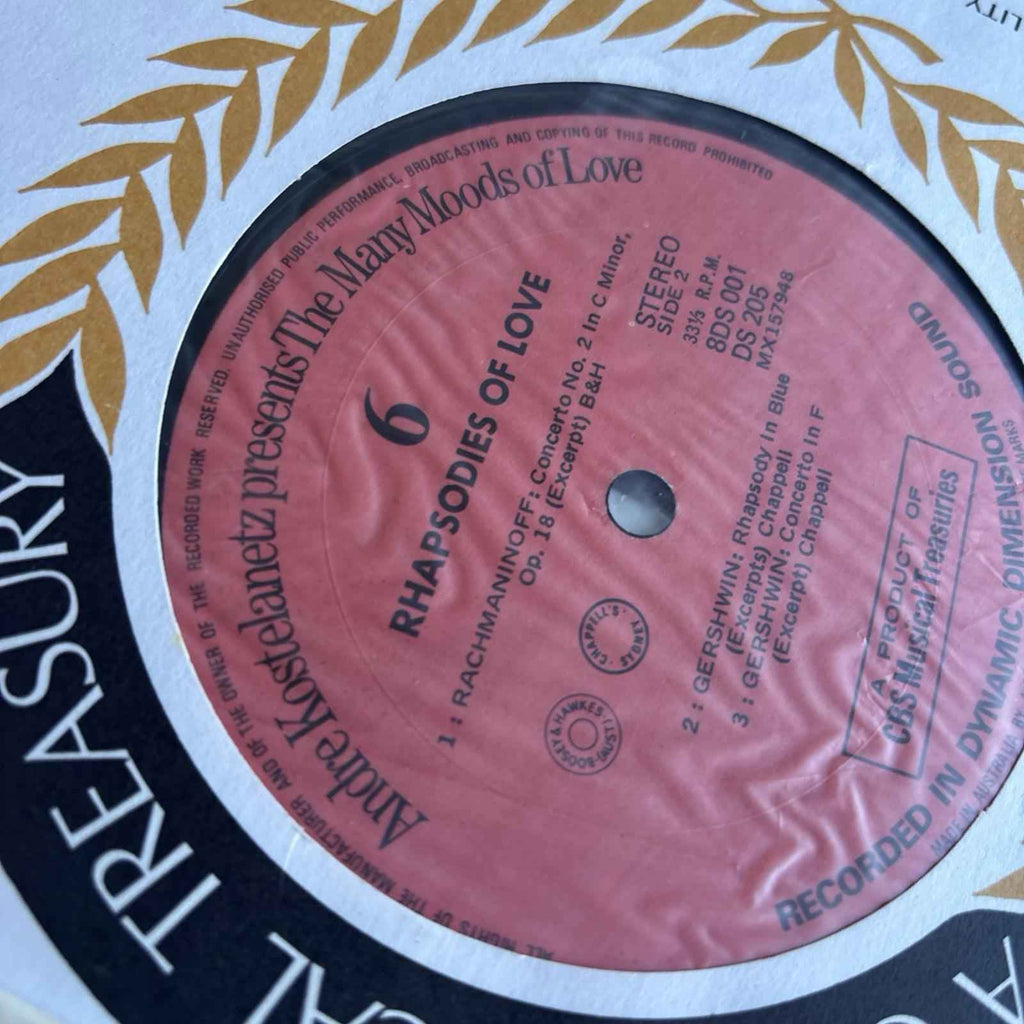 ALL RIGHTS OF THE MANUFACTURER AND OF THE OWNER OF THE RECORDED WORK RESERVED. UNAUTHORISED PUBLIC PERFORMANCE, BROADCASTING AND COPYING OF THIS RECORD PROHIBITED
Andre Kostelanetz presents The Many Moods of Love
6
RHAPSODIES OF LOVE
STEREO
SIDE 2
33⅓ R.P.M.
8DS 001
DS 205
MX157948
1 : RACHMANINOFF: Concerto No. 2 In C Minor,
Op. 18 (Excerpt) B&H
2 : GERSHWIN: Rhapsody In Blue
(Excerpts) Chappell
3 : GERSHWIN: Concerto In F
(Excerpt) Chappell
CHAPPELL'S
SYDNEY
BOOSEY & HAWKES
(AUST)
A PRODUCT OF
CBS Musical Treasuries
RECORDED IN DYNAMIC DIMENSION SOUND
MADE IN AUSTRALIA BY
MARKS
TREASURY
A
LITY